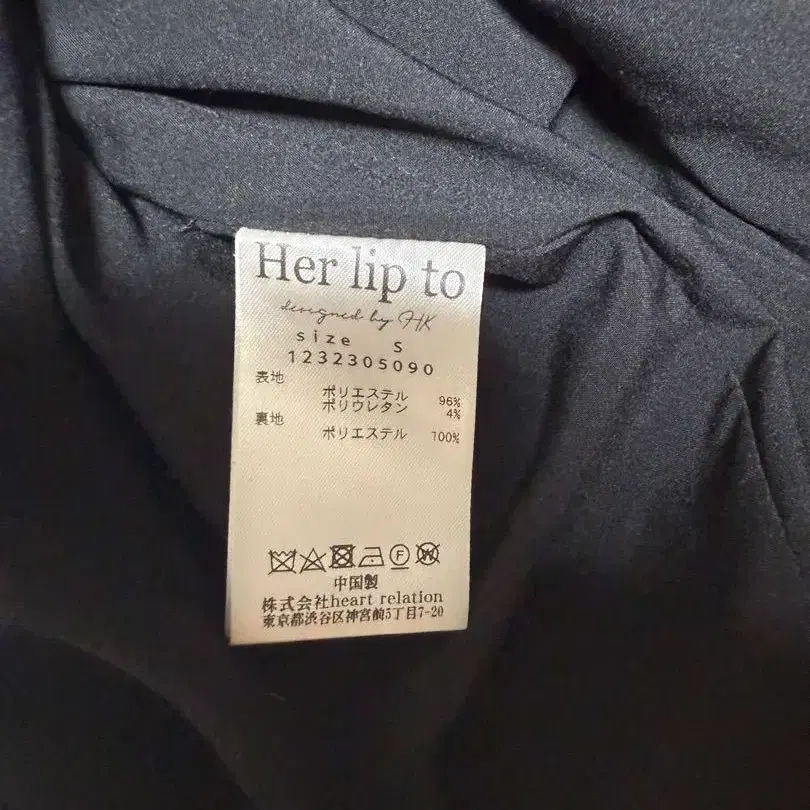 Her lip to
designed by HK
size S
1232305090
表地
ポリエステル 96%
ポリウレタン 4%
裏地
ポリエステル 100%
F W
中国製
株式会社heart relation
東京都渋谷区神宮前5丁目7-20